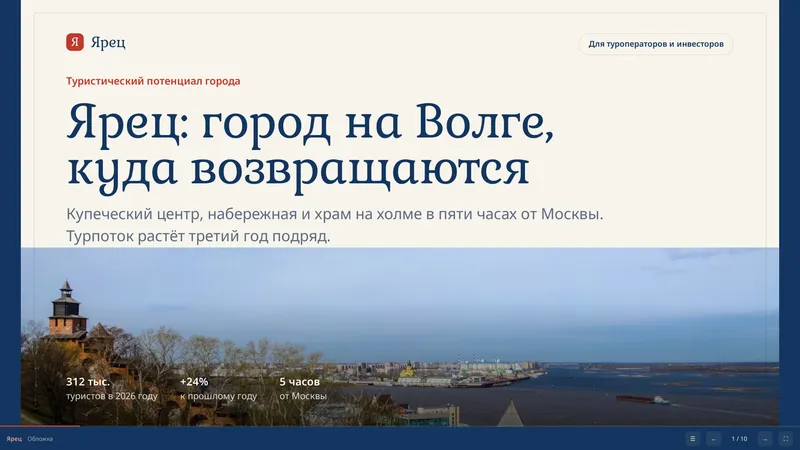 Я Ярец
Для туроператоров и инвесторов
Туристический потенциал города
Ярец: город на Волге,
куда возвращаются
Купеческий центр, набережная и храм на холме в пяти часах от Москвы.
Турпоток растёт третий год подряд.
312 тыс.
туристов в 2026 году
+24%
к прошлому году
5 часов
от Москвы
Ярец Обложка
1 / 10